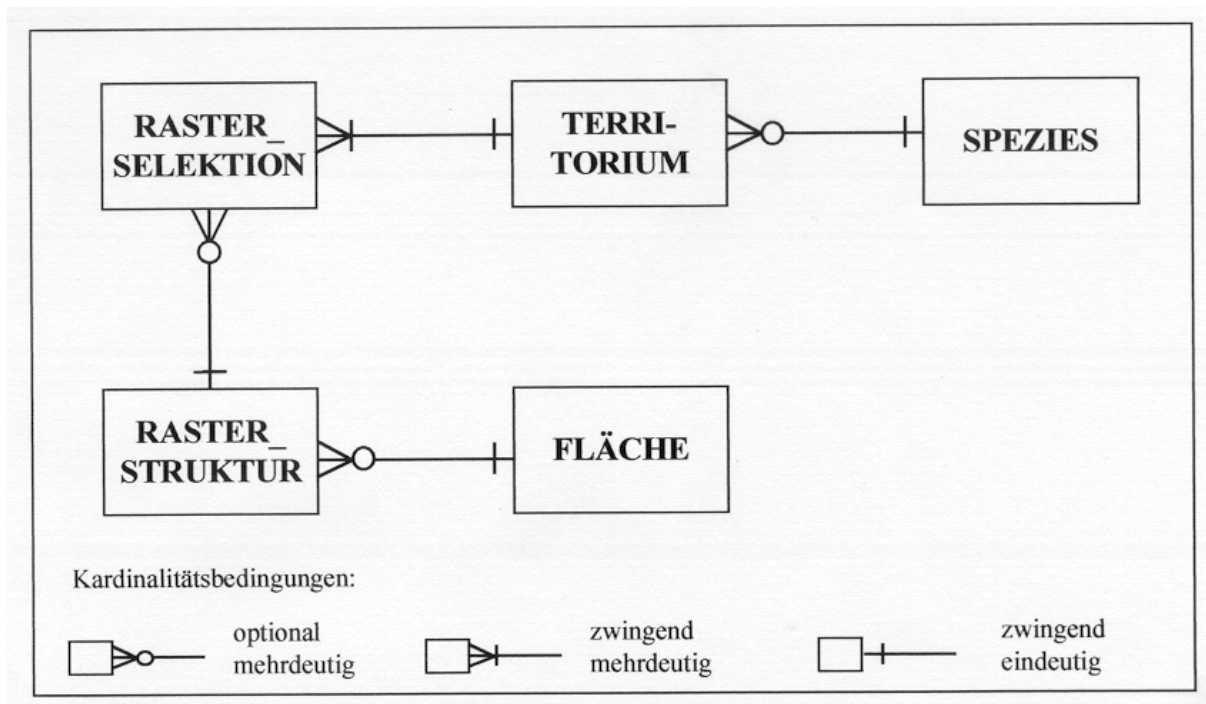 RASTER_
SELEKTION
TERRI-
TORIUM
SPEZIES
RASTER_
STRUKTUR
FLÄCHE
Kardinalitätsbedingungen:
optional
mehrdeutig
zwingend
mehrdeutig
zwingend
eindeutig